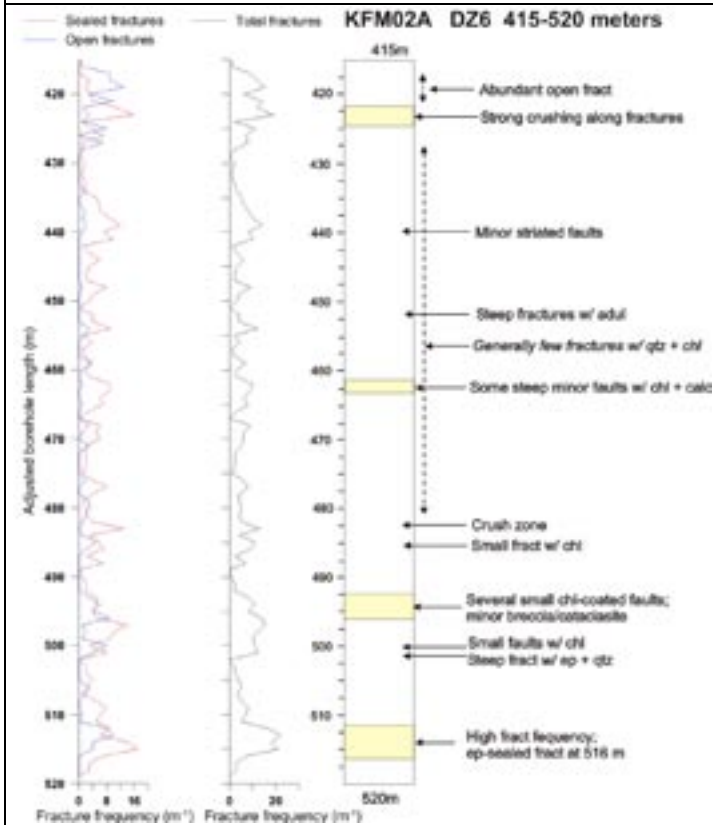 Sealed fractures
Open fractures
Total fractures
KFM02A DZ6 415-520 meters
415m
Abundant open fract
Strong crushing along fractures
Minor striated faults
Steep fractures w/ adul
Generally few fractures w/ qtz + chl
Some steep minor faults w/ chl + calc
Crush zone
Small fract w/ chl
Several small chl-coated faults;
minor breccia/cataclasite
Small faults w/ chl
Steep fract w/ ep + qtz
High fract fequency;
ep-sealed fract at 516 m
520m
Adjusted borehole length (m)
420
430
440
450
460
470
480
490
500
510
520
0 8 16
Fracture frequency (m⁻¹)
0 20
Fracture frequency (m⁻¹)
420
430
440
450
460
470
480
490
500
510